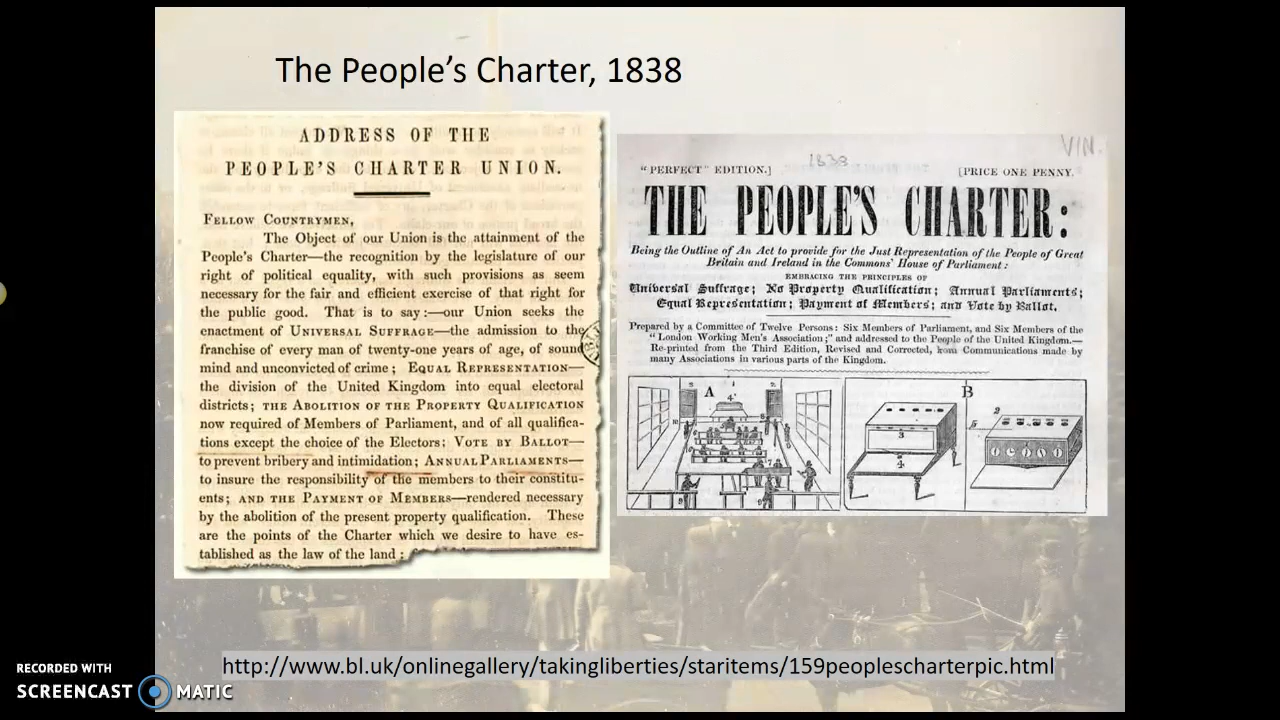 The People’s Charter, 1838
ADDRESS OF THE
PEOPLE'S CHARTER UNION.
FELLOW COUNTRYMEN,
The Object of our Union is the attainment of the
People's Charter—the recognition by the legislature of our
right of political equality, with such provisions as seem
necessary for the fair and efficient exercise of that right for
the public good. That is to say:—our Union seeks the
enactment of UNIVERSAL SUFFRAGE—the admission to the
franchise of every man of twenty-one years of age, of sound
mind and unconvicted of crime; EQUAL REPRESENTATION—
the division of the United Kingdom into equal electoral
districts; THE ABOLITION OF THE PROPERTY QUALIFICATION
now required of Members of Parliament, and of all qualifica-
tions except the choice of the Electors; VOTE BY BALLOT—
to prevent bribery and intimidation; ANNUAL PARLIAMENTS—
to insure the responsibility of the members to their constitu-
ents; AND THE PAYMENT OF MEMBERS—rendered necessary
by the abolition of the present property qualification. These
are the points of the Charter which we desire to have es-
tablished as the law of the land;
VIN.
1838
"PERFECT" EDITION.] [PRICE ONE PENNY.
THE PEOPLE'S CHARTER:
Being the Outline of An Act to provide for the Just Representation of the People of Great
Britain and Ireland in the Commons' House of Parliament:
EMBRACING THE PRINCIPLES OF
Universal Suffrage; No Property Qualification; Annual Parliaments;
Equal Representation; Payment of Members; and Vote by Ballot.
Prepared by a Committee of Twelve Persons: Six Members of Parliament, and Six Members of the
"London Working Men's Association;" and addressed to the People of the United Kingdom.—
Re-printed from the Third Edition, Revised and Corrected, from Communications made by
many Associations in various parts of the Kingdom.
A
B
http://www.bl.uk/onlinegallery/takingliberties/staritems/159peoplescharterpic.html
RECORDED WITH
SCREENCAST MATIC